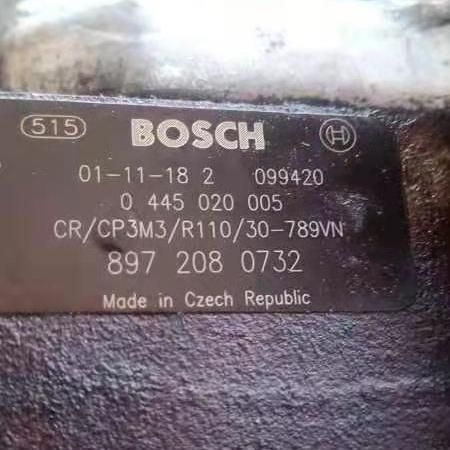 515 BOSCH
01-11-18 2 099420
0 445 020 005
CR/CP3M3/R110/30-789VN
897 208 0732
Made in Czech Republic